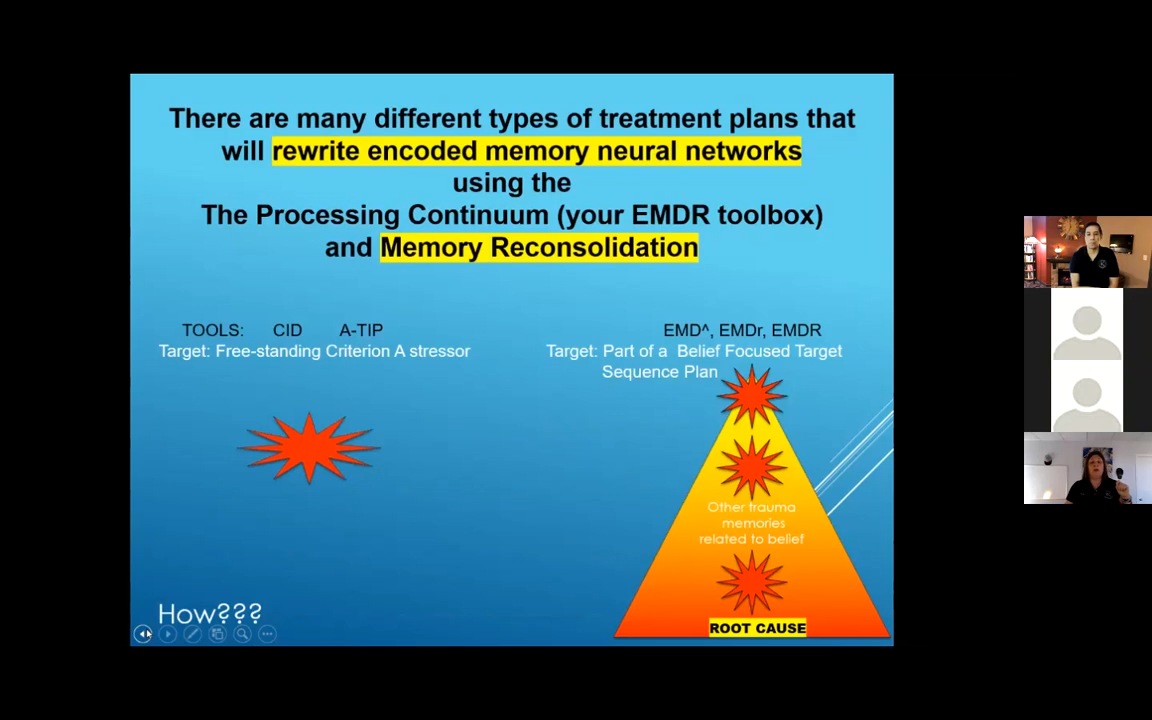 There are many different types of treatment plans that
will rewrite encoded memory neural networks
using the
The Processing Continuum (your EMDR toolbox)
and Memory Reconsolidation
TOOLS: CID A-TIP
Target: Free-standing Criterion A stressor
EMD^, EMDr, EMDR
Target: Part of a Belief Focused Target
Sequence Plan
Other trauma
memories
related to belief
ROOT CAUSE
How???